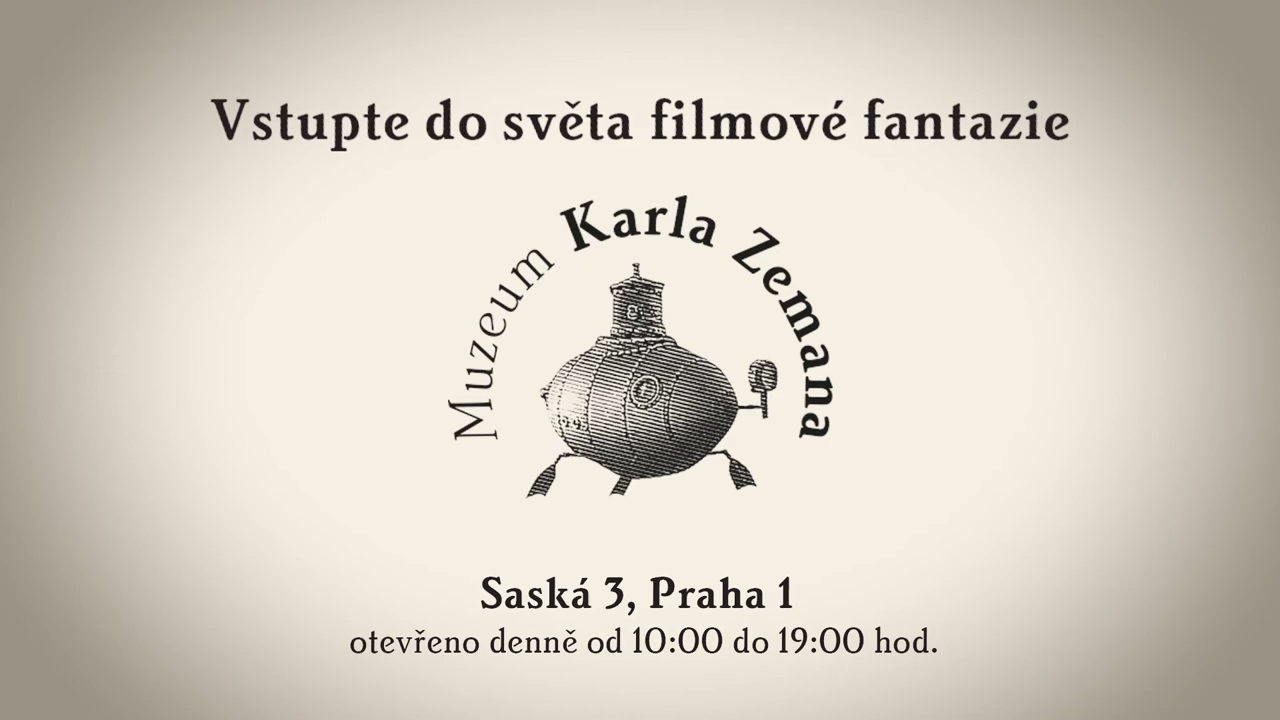 Vstupte do světa filmové fantazie
Muzeum Karla Zemana
Saská 3, Praha 1
otevřeno denně od 10:00 do 19:00 hod.